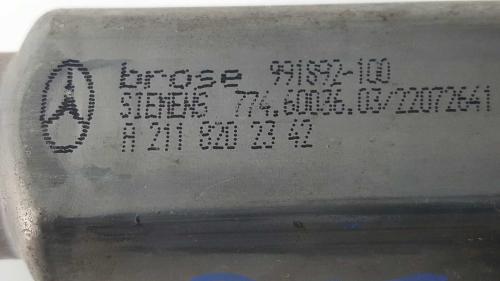 brose 991892-100
SIEMENS 774.60036.03/22072641
A 211 820 23 42